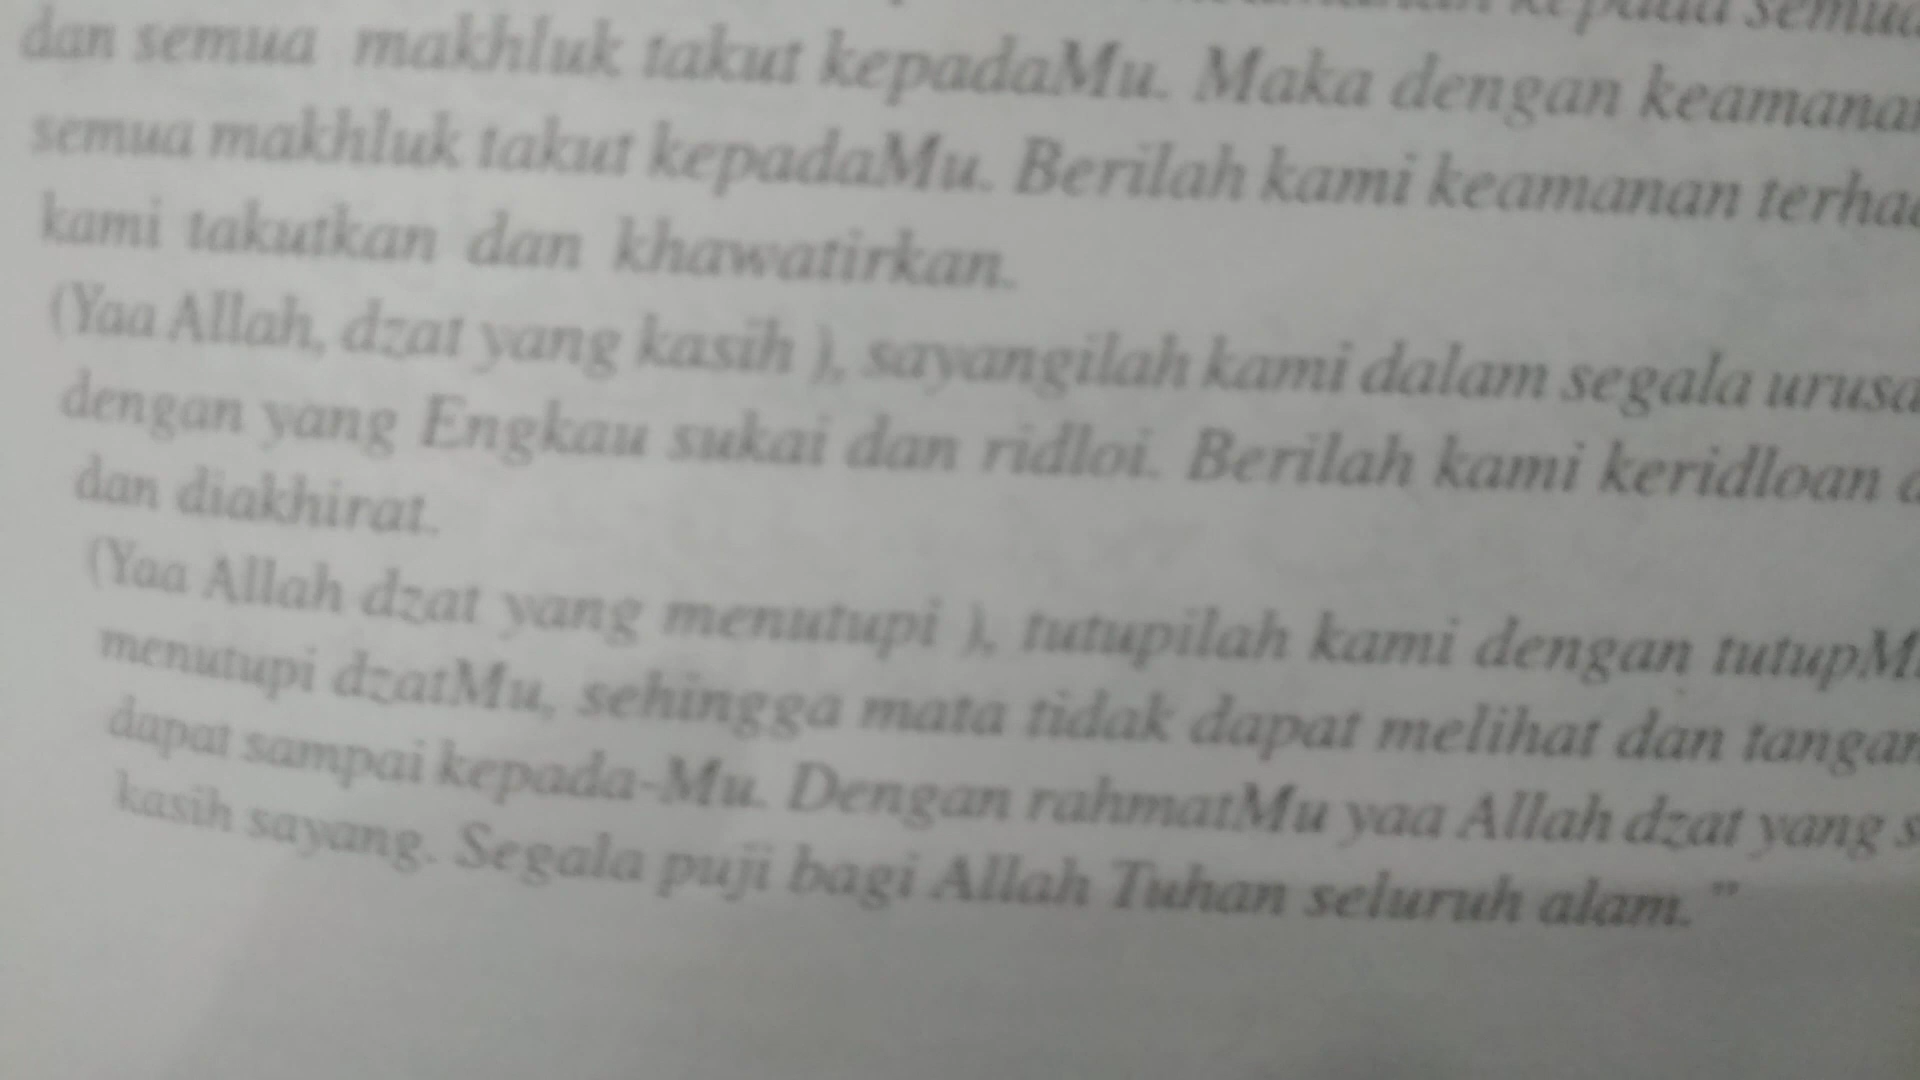 kepada semua
dan semua makhluk takut kepadaMu. Maka dengan keamanan
semua makhluk takut kepadaMu. Berilah kami keamanan
kami takutkan dan khawatirkan.
(Yaa Allah, dzat yang kasih ), sayangilah kami dalam segala
dengan yang Engkau sukai dan ridloi. Berilah kami keridloan
dan diakhirat.
(Yaa Allah dzat yang menutupi ), tutupilah kami dengan
menutupi dzatMu, sehingga mata tidak dapat melihat dan tangan
dapat sampai kepada-Mu. Dengan rahmatMu yaa Allah dzat yang
kasih sayang. Segala puji bagi Allah Tuhan seluruh alam. ”